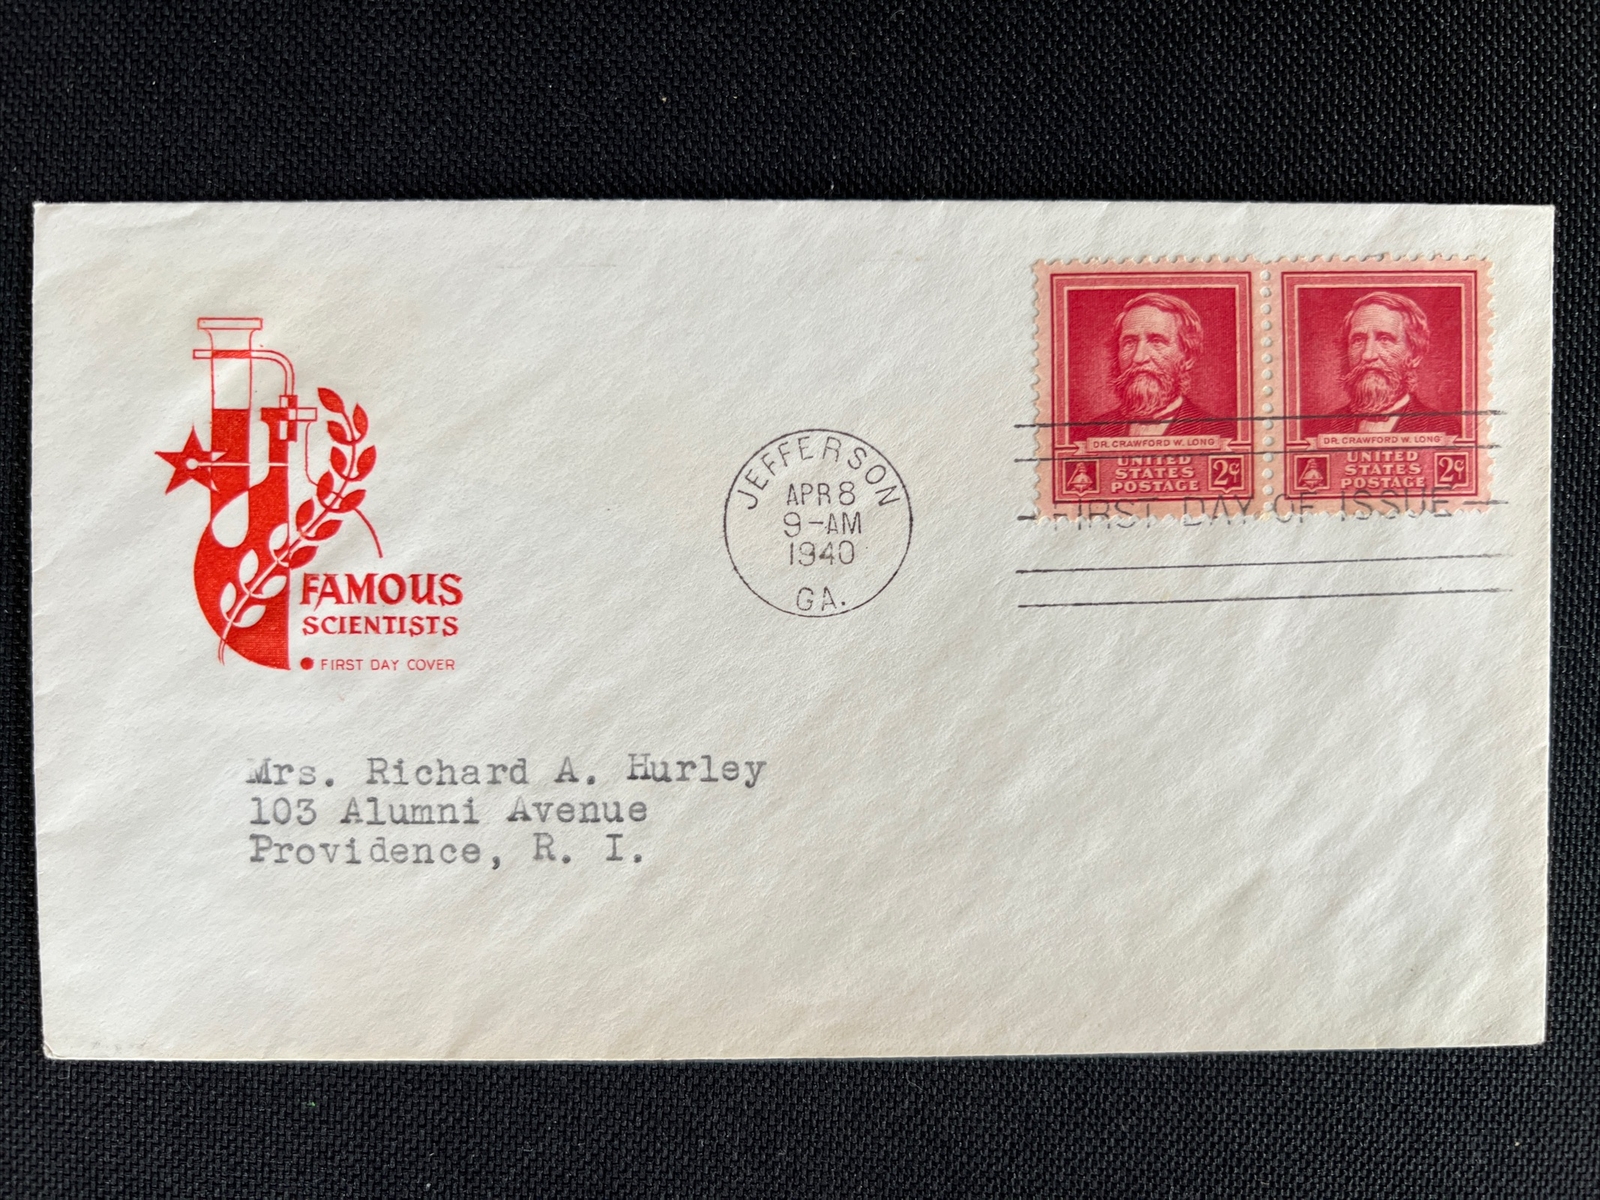 FAMOUS
SCIENTISTS
● FIRST DAY COVER
JEFFERSON
APR 8
9-AM
1940
GA.
DR. CRAWFORD W. LONG
UNITED
STATES
POSTAGE
2¢
DR. CRAWFORD W. LONG
UNITED
STATES
POSTAGE
2¢
FIRST DAY OF ISSUE
Mrs. Richard A. Hurley
103 Alumni Avenue
Providence, R. I.